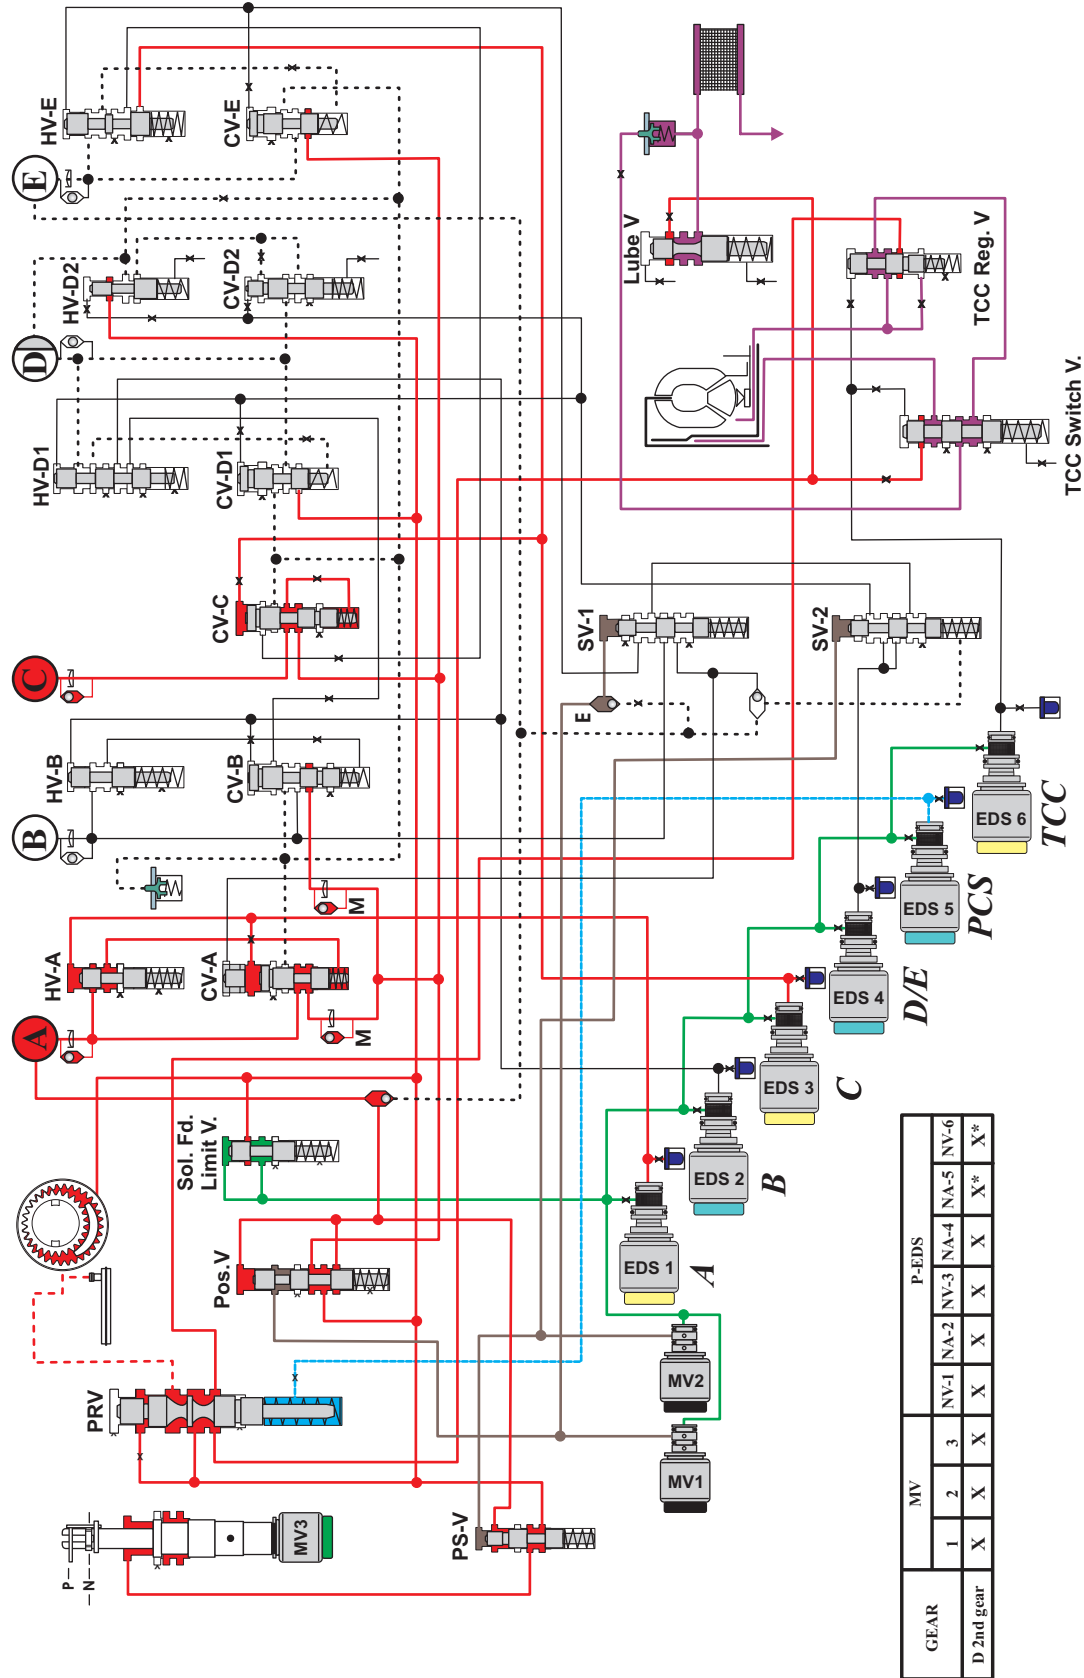 HV-E
CV-E
E
HV-D2
CV-D2
D
HV-D1
CV-D1
CV-C
C
HV-B
CV-B
B
HV-A
CV-A
A
M
M
E
Sol. Fd.
Limit V.
Pos.V
PRV
P
N
MV3
PS-V
Lube V
TCC Reg. V
TCC Switch V.
SV-1
SV-2
EDS 6
TCC
EDS 5
PCS
EDS 4
D/E
EDS 3
C
EDS 2
B
EDS 1
A
MV2
MV1
GEAR MV P-EDS
1 2 3 NV-1 NA-2 NV-3 NA-4 NA-5 NV-6
D 2nd gear X X X X X X X X* X*